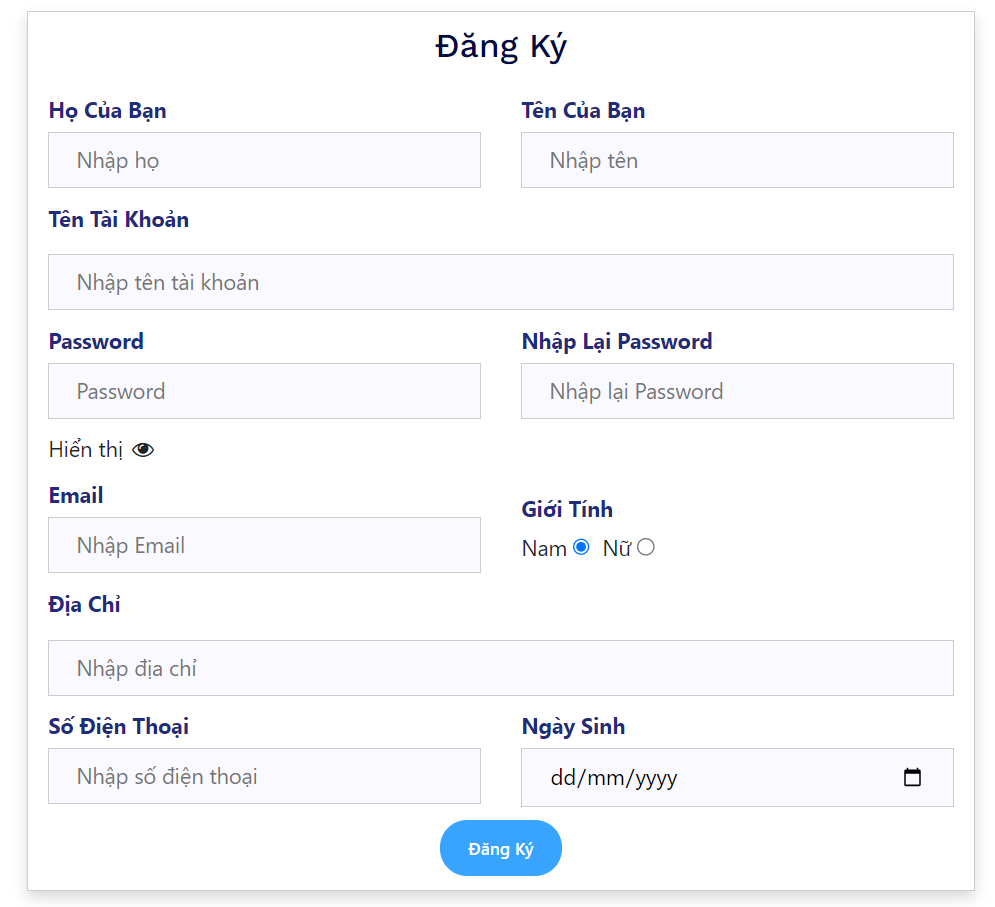 Đăng Ký
Họ Của Bạn
Tên Của Bạn
Nhập họ
Nhập tên
Tên Tài Khoản
Nhập tên tài khoản
Password
Nhập Lại Password
Password
Nhập lại Password
Hiển thị
Email
Giới Tính
Nhập Email
Nam Nữ
Địa Chỉ
Nhập địa chỉ
Số Điện Thoại
Ngày Sinh
Nhập số điện thoại
dd/mm/yyyy
Đăng Ký